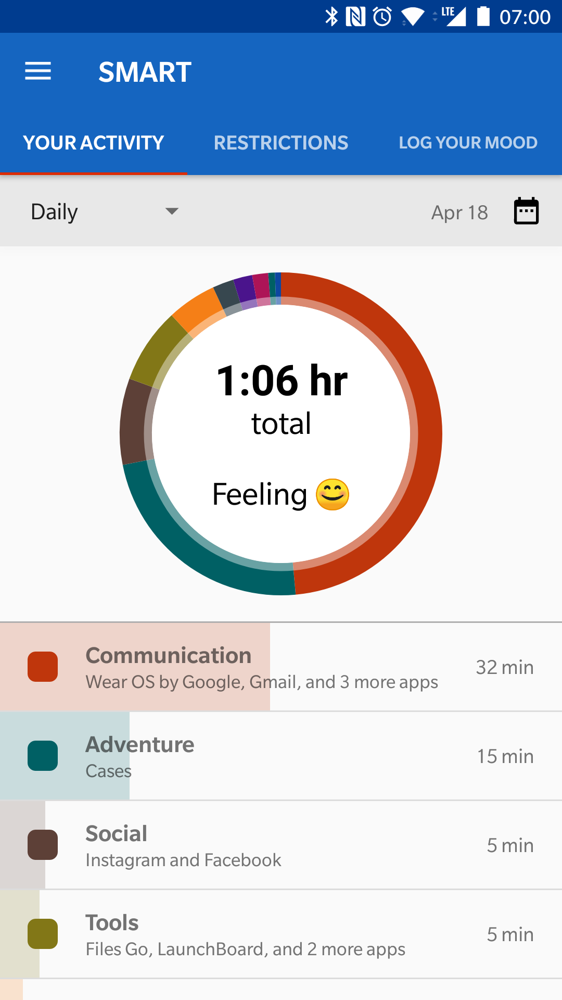 LTE 07:00
SMART
YOUR ACTIVITY RESTRICTIONS LOG YOUR MOOD
Daily Apr 18
1:06 hr
total
Feeling 😊
Communication
Wear OS by Google, Gmail, and 3 more apps
32 min
Adventure
Cases
15 min
Social
Instagram and Facebook
5 min
Tools
Files Go, LaunchBoard, and 2 more apps
5 min